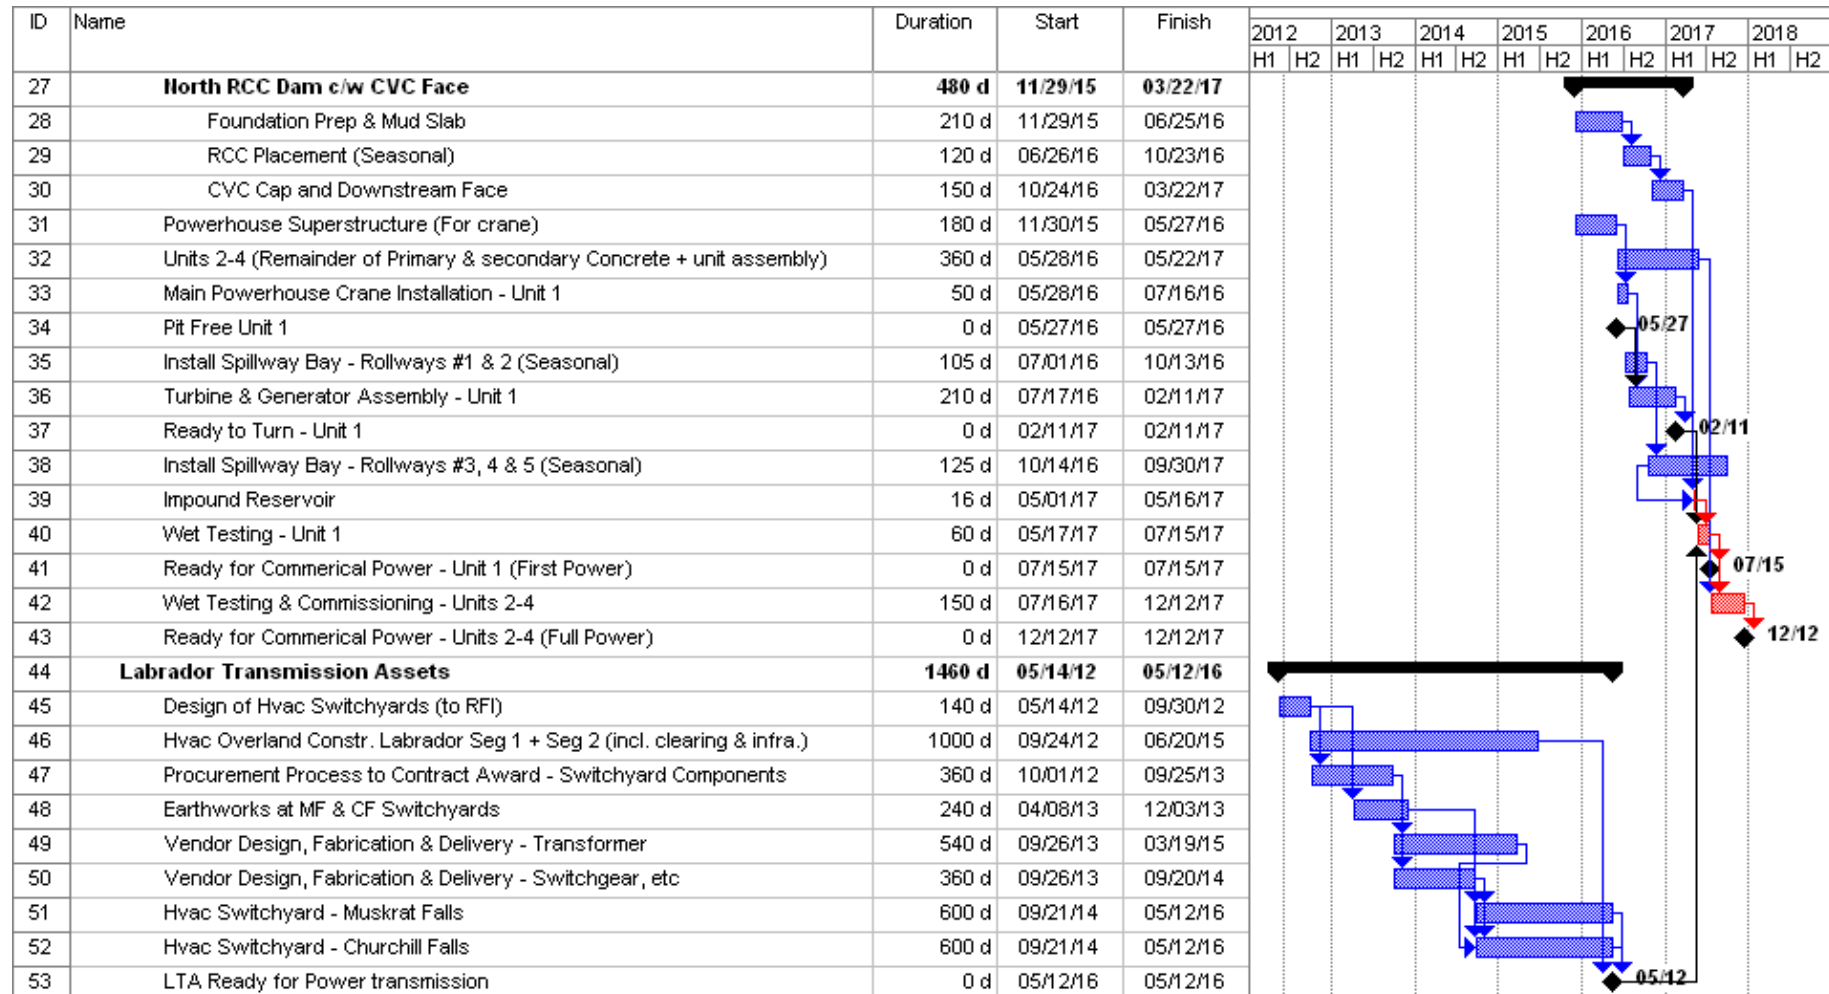 ID Name Duration Start Finish
2012 2013 2014 2015 2016 2017 2018
H1 H2 H1 H2 H1 H2 H1 H2 H1 H2 H1 H2 H1 H2
27 North RCC Dam c/w CVC Face 480 d 11/29/15 03/22/17
28 Foundation Prep & Mud Slab 210 d 11/29/15 06/25/16
29 RCC Placement (Seasonal) 120 d 06/26/16 10/23/16
30 CVC Cap and Downstream Face 150 d 10/24/16 03/22/17
31 Powerhouse Superstructure (For crane) 180 d 11/30/15 05/27/16
32 Units 2-4 (Remainder of Primary & secondary Concrete + unit assembly) 360 d 05/28/16 05/22/17
33 Main Powerhouse Crane Installation - Unit 1 50 d 05/28/16 07/16/16
34 Pit Free Unit 1 0 d 05/27/16 05/27/16 05/27
35 Install Spillway Bay - Rollways #1 & 2 (Seasonal) 105 d 07/01/16 10/13/16
36 Turbine & Generator Assembly - Unit 1 210 d 07/17/16 02/11/17
37 Ready to Turn - Unit 1 0 d 02/11/17 02/11/17 02/11
38 Install Spillway Bay - Rollways #3, 4 & 5 (Seasonal) 125 d 10/14/16 09/30/17
39 Impound Reservoir 16 d 05/01/17 05/16/17
40 Wet Testing - Unit 1 60 d 05/17/17 07/15/17
41 Ready for Commerical Power - Unit 1 (First Power) 0 d 07/15/17 07/15/17 07/15
42 Wet Testing & Commissioning - Units 2-4 150 d 07/16/17 12/12/17
43 Ready for Commerical Power - Units 2-4 (Full Power) 0 d 12/12/17 12/12/17 12/12
44 Labrador Transmission Assets 1460 d 05/14/12 05/12/16
45 Design of Hvac Switchyards (to RFI) 140 d 05/14/12 09/30/12
46 Hvac Overland Constr. Labrador Seg 1 + Seg 2 (incl. clearing & infra.) 1000 d 09/24/12 06/20/15
47 Procurement Process to Contract Award - Switchyard Components 360 d 10/01/12 09/25/13
48 Earthworks at MF & CF Switchyards 240 d 04/08/13 12/03/13
49 Vendor Design, Fabrication & Delivery - Transformer 540 d 09/26/13 03/19/15
50 Vendor Design, Fabrication & Delivery - Switchgear, etc 360 d 09/26/13 09/20/14
51 Hvac Switchyard - Muskrat Falls 600 d 09/21/14 05/12/16
52 Hvac Switchyard - Churchill Falls 600 d 09/21/14 05/12/16
53 LTA Ready for Power transmission 0 d 05/12/16 05/12/16 05/12